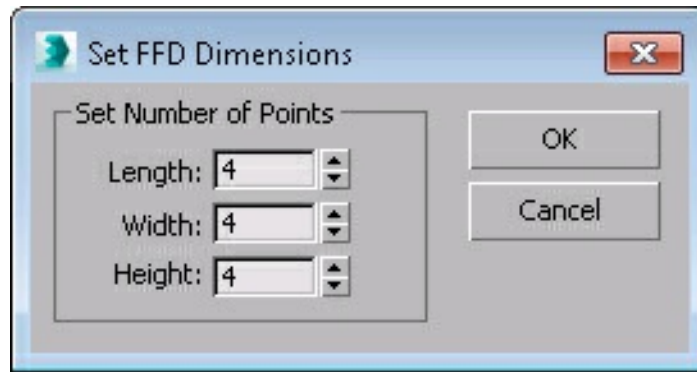 Set FFD Dimensions
Set Number of Points
Length: 4
Width: 4
Height: 4
OK
Cancel